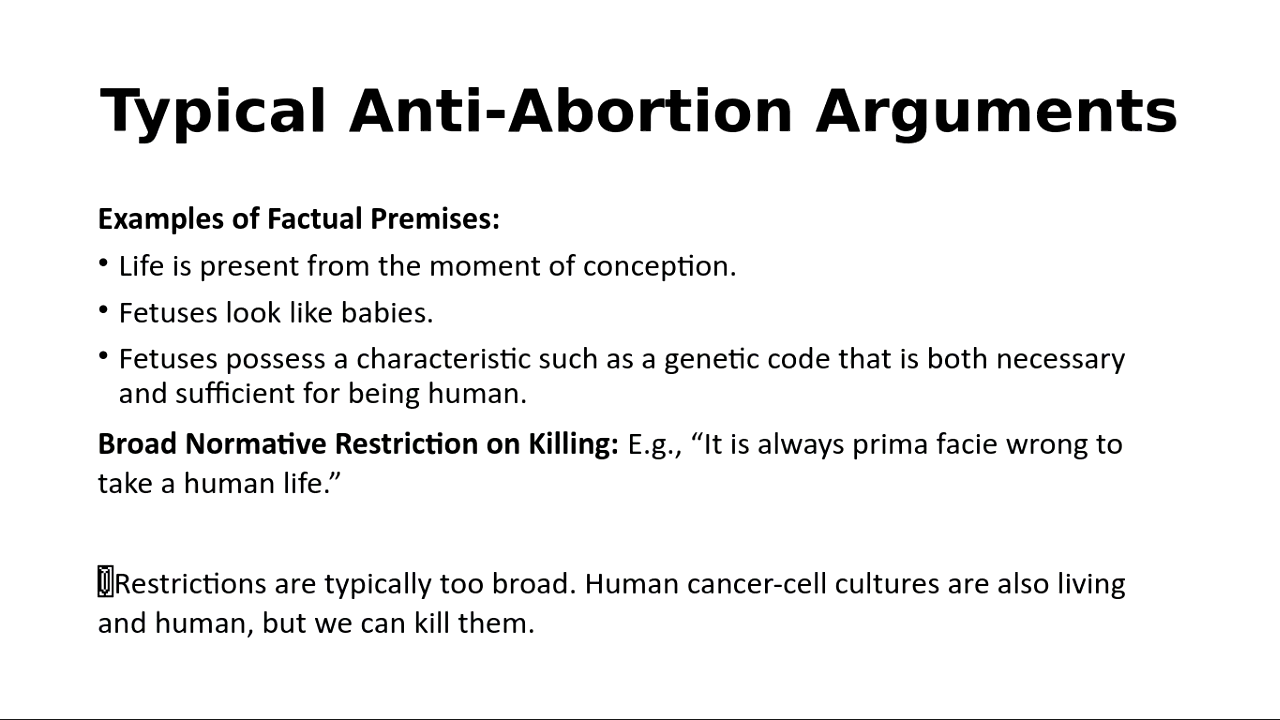 Typical Anti-Abortion Arguments
Examples of Factual Premises:
• Life is present from the moment of conception.
• Fetuses look like babies.
• Fetuses possess a characteristic such as a genetic code that is both necessary
and sufficient for being human.
Broad Normative Restriction on Killing: E.g., “It is always prima facie wrong to
take a human life.”
Restrictions are typically too broad. Human cancer-cell cultures are also living
and human, but we can kill them.